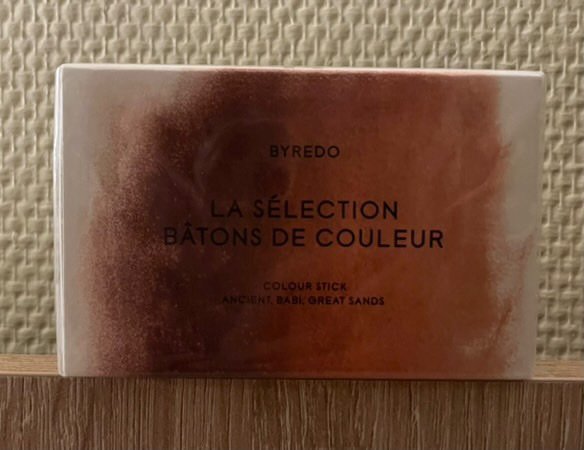 BYREDO
LA SÉLECTION
BÂTONS DE COULEUR
COLOUR STICK
ANCIENT, BABI, GREAT SANDS